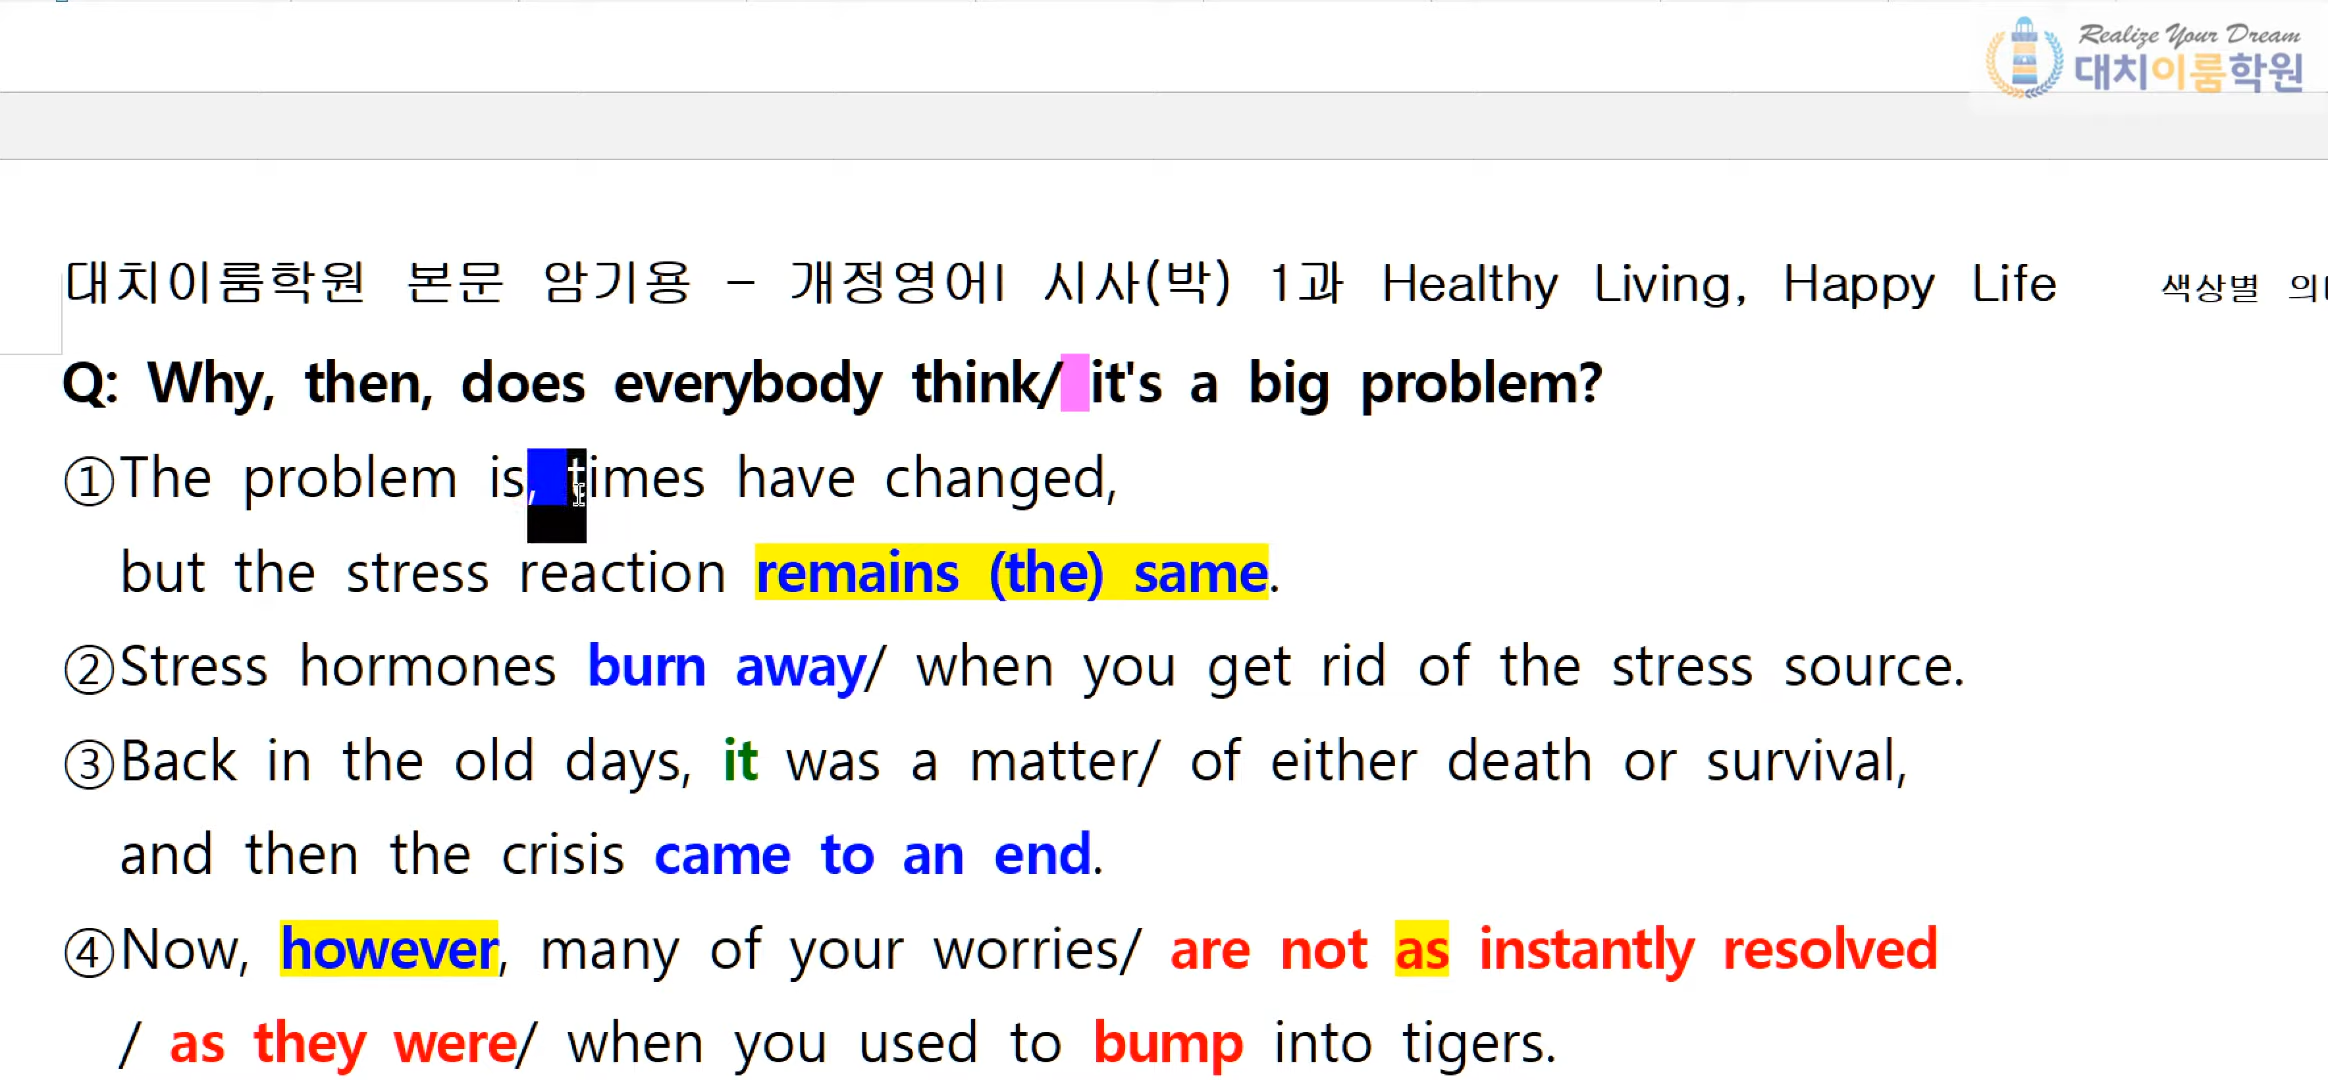 Realize Your Dream
대치이룸학원
대치이룸학원 본문 암기용 - 개정영어I 시사(박) 1과 Healthy Living, Happy Life 색상별
Q: Why, then, does everybody think/ it's a big problem?
①The problem is, times have changed,
but the stress reaction remains (the) same.
②Stress hormones burn away/ when you get rid of the stress source.
③Back in the old days, it was a matter/ of either death or survival,
and then the crisis came to an end.
④Now, however, many of your worries/ are not as instantly resolved
/ as they were/ when you used to bump into tigers.